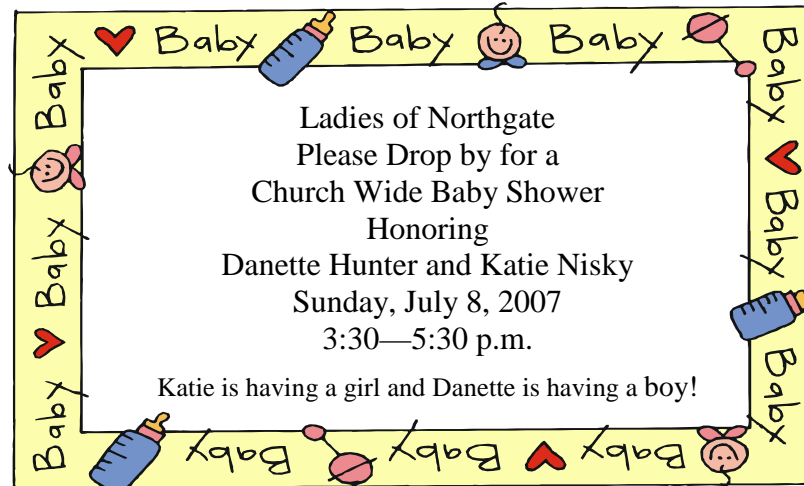 Baby Baby Baby
Baby Baby Baby
Baby Baby
Baby Baby Baby
Ladies of Northgate
Please Drop by for a
Church Wide Baby Shower
Honoring
Danette Hunter and Katie Nisky
Sunday, July 8, 2007
3:30—5:30 p.m.
Katie is having a girl and Danette is having a boy!